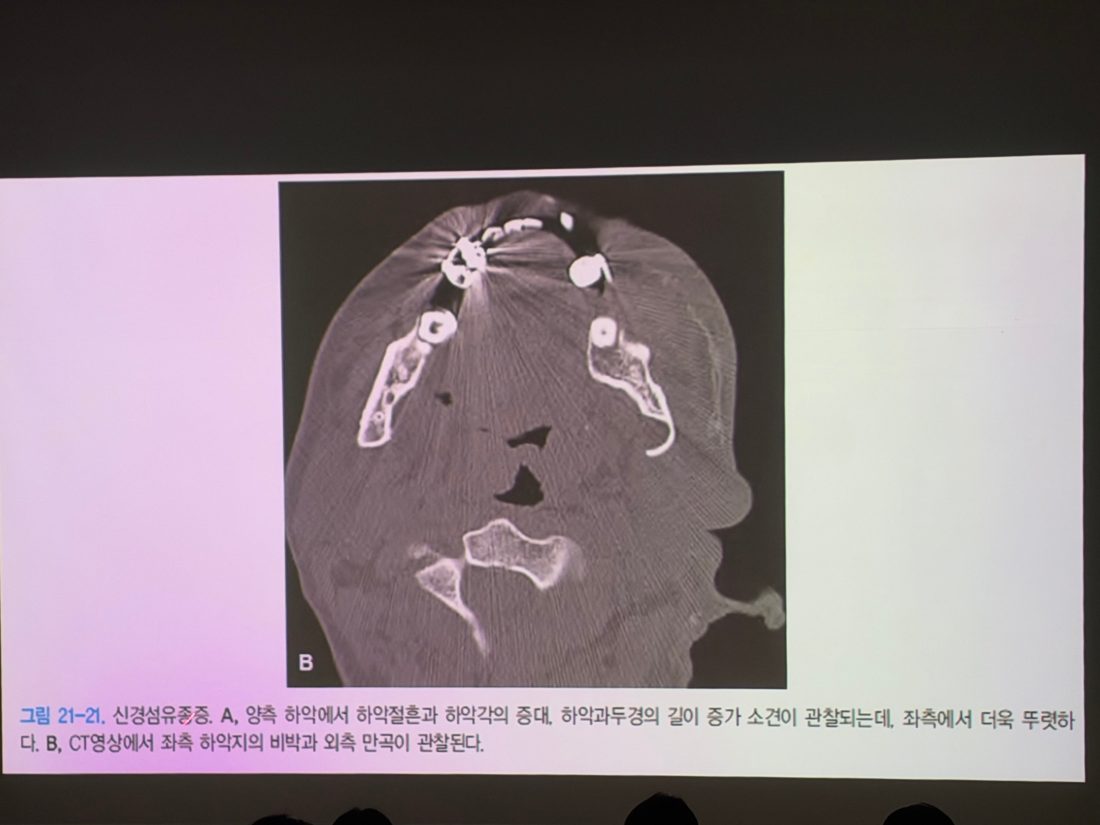 B
그림 21-21. 신경섬유종증. A, 양측 하악에서 하악절흔과 하악각의 증대, 하악과두경의 길이 증가 소견이 관찰되는데, 좌측에서 더욱 뚜렷하
다. B, CT영상에서 좌측 하악지의 비박과 외측 만곡이 관찰된다.